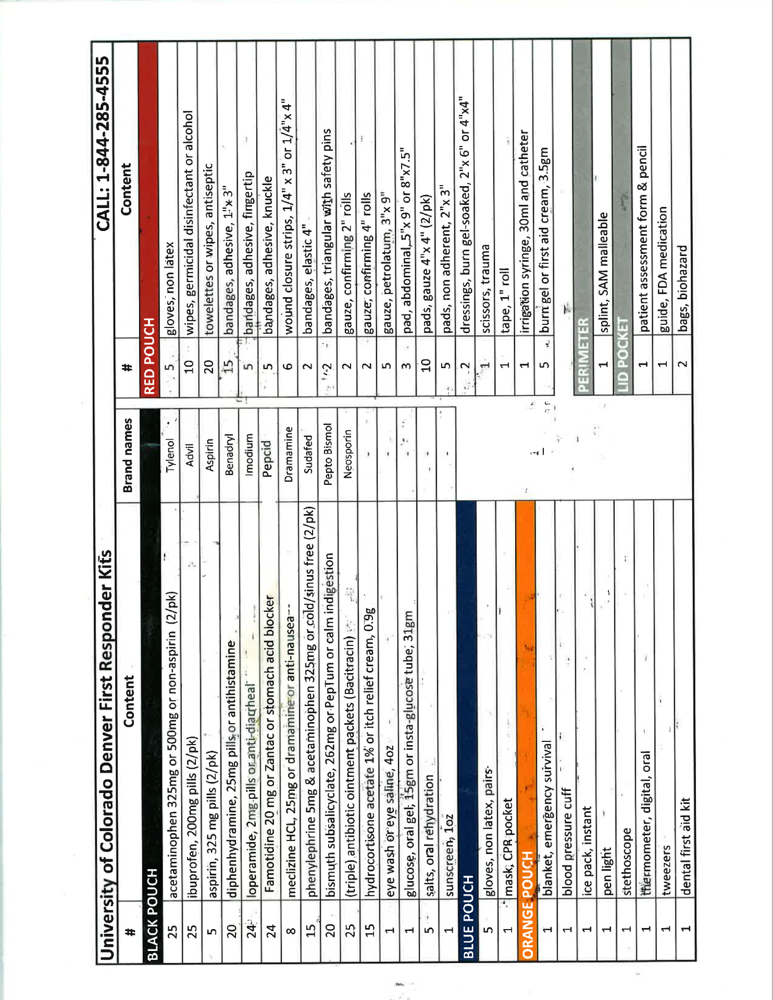 University of Colorado Denver First Responder Kits CALL: 1-844-285-4555
# Content Brand names # Content
BLACK POUCH
25 acetaminophen 325mg or 500mg or non-aspirin (2/pk) Tylenol
25 ibuprofen, 200mg pills (2/pk) Advil
5 aspirin, 325 mg pills (2/pk) Aspirin
20 diphenhydramine, 25mg pills or antihistamine Benadryl
24 loperamide, 2mg pills or anti-diarrheal Imodium
24 Famotidine 20 mg or Zantac or stomach acid blocker Pepcid
8 meclizine HCL, 25mg or dramamine or anti-nausea Dramamine
15 phenylephrine 5mg & acetaminophen 325mg or cold/sinus free (2/pk) Sudafed
20 bismuth subsalicyclate, 262mg or PepTum or calm indigestion Pepto Bismol
25 (triple) antibiotic ointment packets (Bacitracin) Neosporin
15 hydrocortisone acetate 1% or itch relief cream, 0.9g -
1 eye wash or eye saline, 4oz -
1 glucose, oral gel, 15gm or insta-glucose tube, 31gm -
5 salts, oral rehydration -
1 sunscreen, 1oz -
BLUE POUCH
5 gloves, non latex, pairs
1 mask, CPR pocket
ORANGE POUCH
1 blanket, emergency survival
1 blood pressure cuff
1 ice pack, instant
1 pen light
1 stethoscope
1 thermometer, digital, oral
1 tweezers
1 dental first aid kit
RED POUCH
5 gloves, non latex
10 wipes, germicidal disinfectant or alcohol
20 towelettes or wipes, antiseptic
15 bandages, adhesive, 1"x 3"
5 bandages, adhesive, fingertip
5 bandages, adhesive, knuckle
6 wound closure strips, 1/4" x 3" or 1/4"x 4"
2 bandages, elastic 4"
2 bandages, triangular with safety pins
2 gauze, confirming 2" rolls
2 gauze, confirming 4" rolls
5 gauze, petrolatum, 3"x 9"
3 pad, abdominal, 5"x 9" or 8"x7.5"
10 pads, gauze 4"x 4" (2/pk)
5 pads, non adherent, 2"x 3"
2 dressings, burn gel-soaked, 2"x 6" or 4"x4"
1 scissors, trauma
1 tape, 1" roll
1 irrigation syringe, 30ml and catheter
5 burn gel or first aid cream, 3.5gm
PERIMETER
1 splint, SAM malleable
LID POCKET
1 patient assessment form & pencil
1 guide, FDA medication
2 bags, biohazard